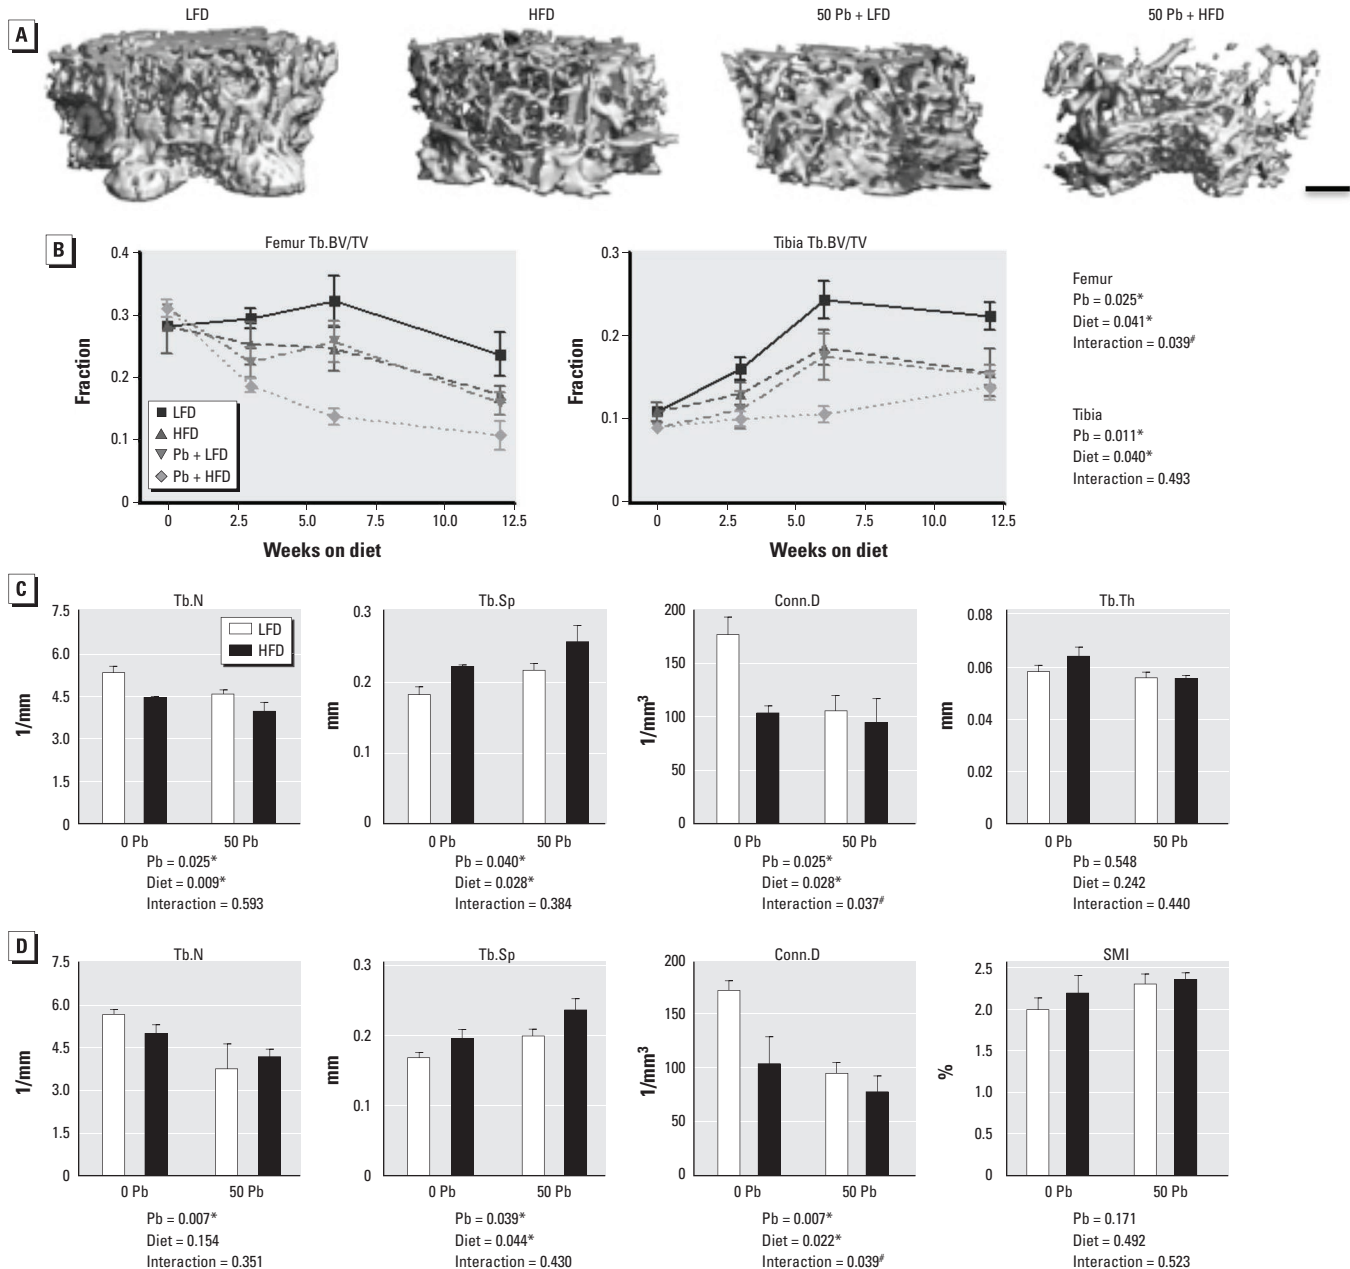 A
LFD
HFD
50 Pb + LFD
50 Pb + HFD
B
Femur Tb.BV/TV
Fraction
0.4
0.3
0.2
0.1
0
LFD
HFD
Pb + LFD
Pb + HFD
0 2.5 5.0 7.5 10.0 12.5
Weeks on diet
Tibia Tb.BV/TV
Fraction
0.3
0.2
0.1
0
0 2.5 5.0 7.5 10.0 12.5
Weeks on diet
Femur
Pb = 0.025*
Diet = 0.041*
Interaction = 0.039#
Tibia
Pb = 0.011*
Diet = 0.040*
Interaction = 0.493
C
Tb.N
1/mm
7.5
6.0
4.5
3.0
1.5
0
LFD
HFD
0 Pb 50 Pb
Pb = 0.025*
Diet = 0.009*
Interaction = 0.593
Tb.Sp
mm
0.3
0.2
0.1
0
0 Pb 50 Pb
Pb = 0.040*
Diet = 0.028*
Interaction = 0.384
Conn.D
1/mm3
200
150
100
50
0
0 Pb 50 Pb
Pb = 0.025*
Diet = 0.028*
Interaction = 0.037#
Tb.Th
mm
0.08
0.06
0.04
0.02
0
0 Pb 50 Pb
Pb = 0.548
Diet = 0.242
Interaction = 0.440
D
Tb.N
1/mm
7.5
6.0
4.5
3.0
1.5
0
0 Pb 50 Pb
Pb = 0.007*
Diet = 0.154
Interaction = 0.351
Tb.Sp
mm
0.3
0.2
0.1
0
0 Pb 50 Pb
Pb = 0.039*
Diet = 0.044*
Interaction = 0.430
Conn.D
1/mm3
200
150
100
50
0
0 Pb 50 Pb
Pb = 0.007*
Diet = 0.022*
Interaction = 0.039#
SMI
%
2.5
2.0
1.5
1.0
0.5
0
0 Pb 50 Pb
Pb = 0.171
Diet = 0.492
Interaction = 0.523